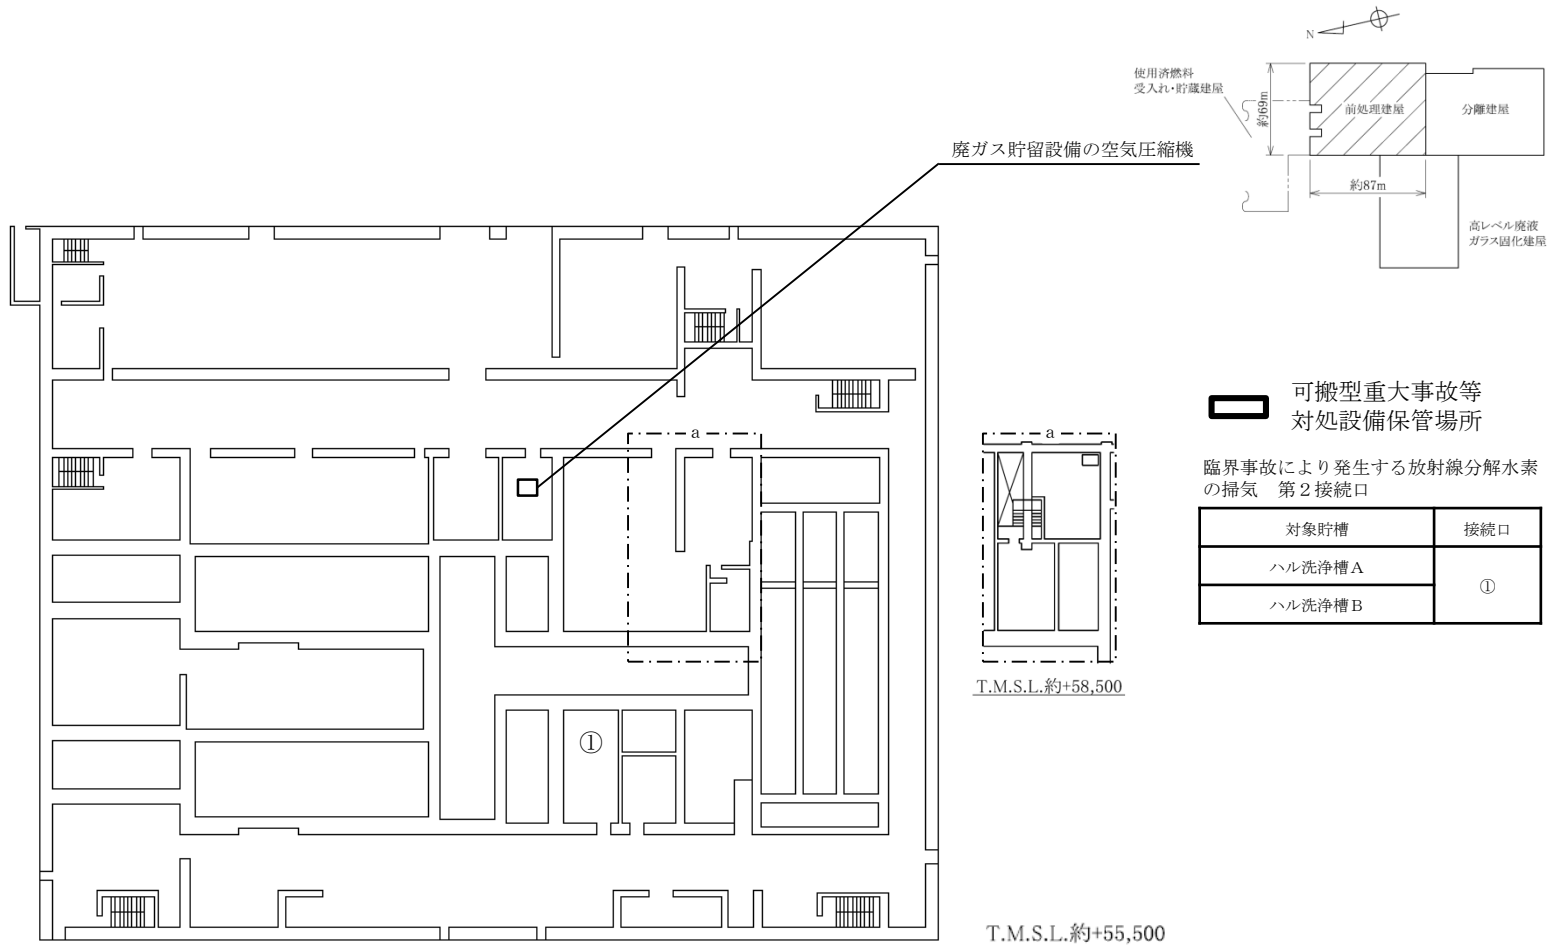 N
使用済燃料
受入れ・貯蔵建屋
約69m
前処理建屋
分離建屋
約87m
高レベル廃液
ガラス固化建屋
廃ガス貯留設備の空気圧縮機
a
a
①
T.M.S.L.約+58,500
可搬型重大事故等
対処設備保管場所
臨界事故により発生する放射線分解水素
の掃気 第2接続口
対象貯槽 接続口
ハル洗浄槽A
①
ハル洗浄槽B
T.M.S.L.約+55,500